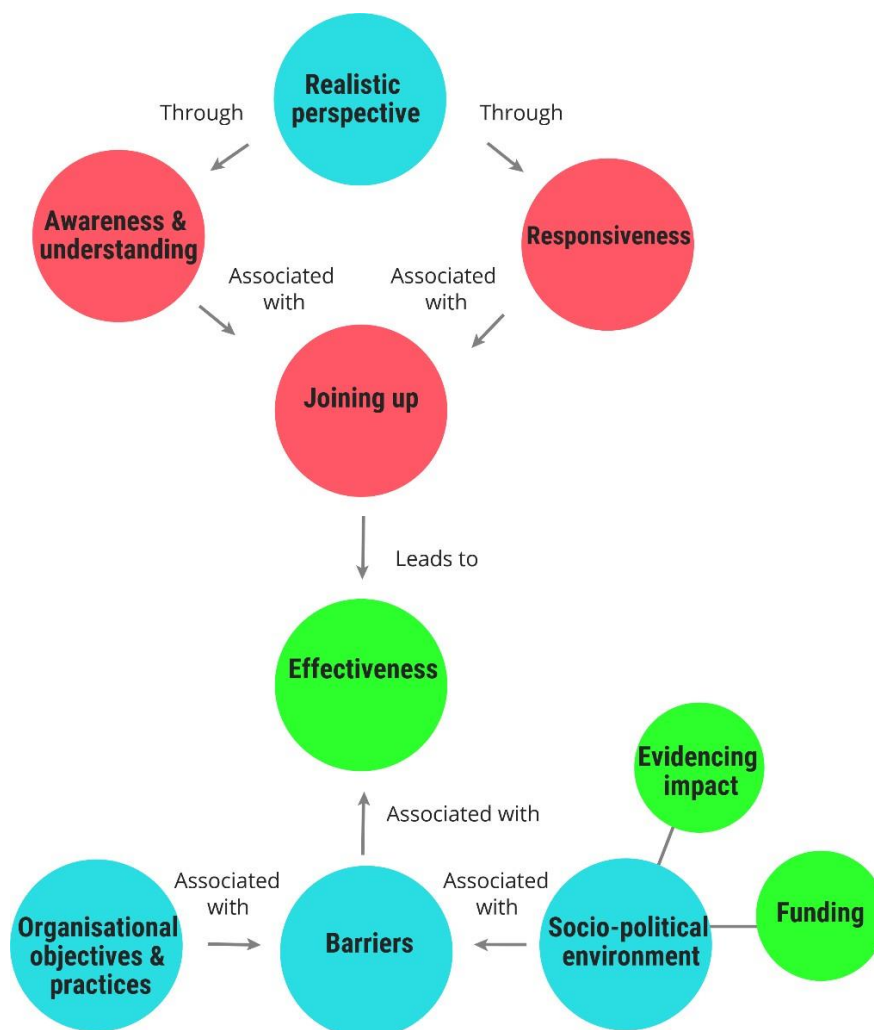 Realistic
perspective
Through
Through
Awareness &
understanding
Responsiveness
Associated
with
Associated
with
Joining up
Leads to
Effectiveness
Evidencing
impact
Associated with
Associated
with
Associated
with
Organisational
objectives &
practices
Barriers
Socio-political
environment
Funding